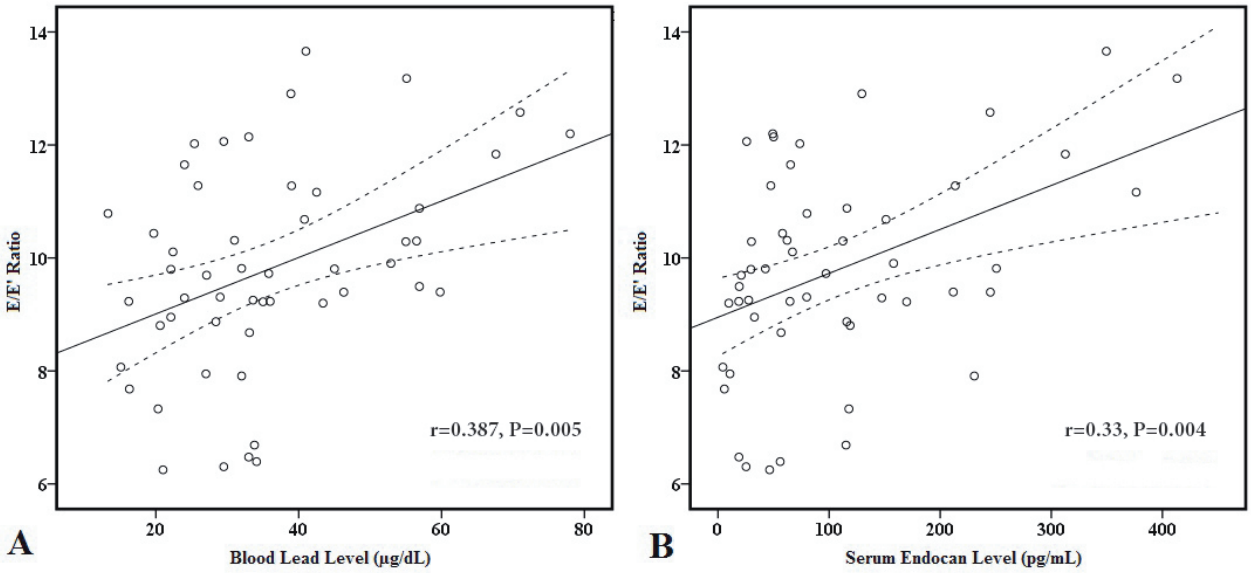 14
12
10
8
6
E/E' Ratio
r=0.387, P=0.005
20 40 60 80
Blood Lead Level (µg/dL)
A
14
12
10
8
6
E/E' Ratio
r=0.33, P=0.004
0 100 200 300 400
Serum Endocan Level (pg/mL)
B